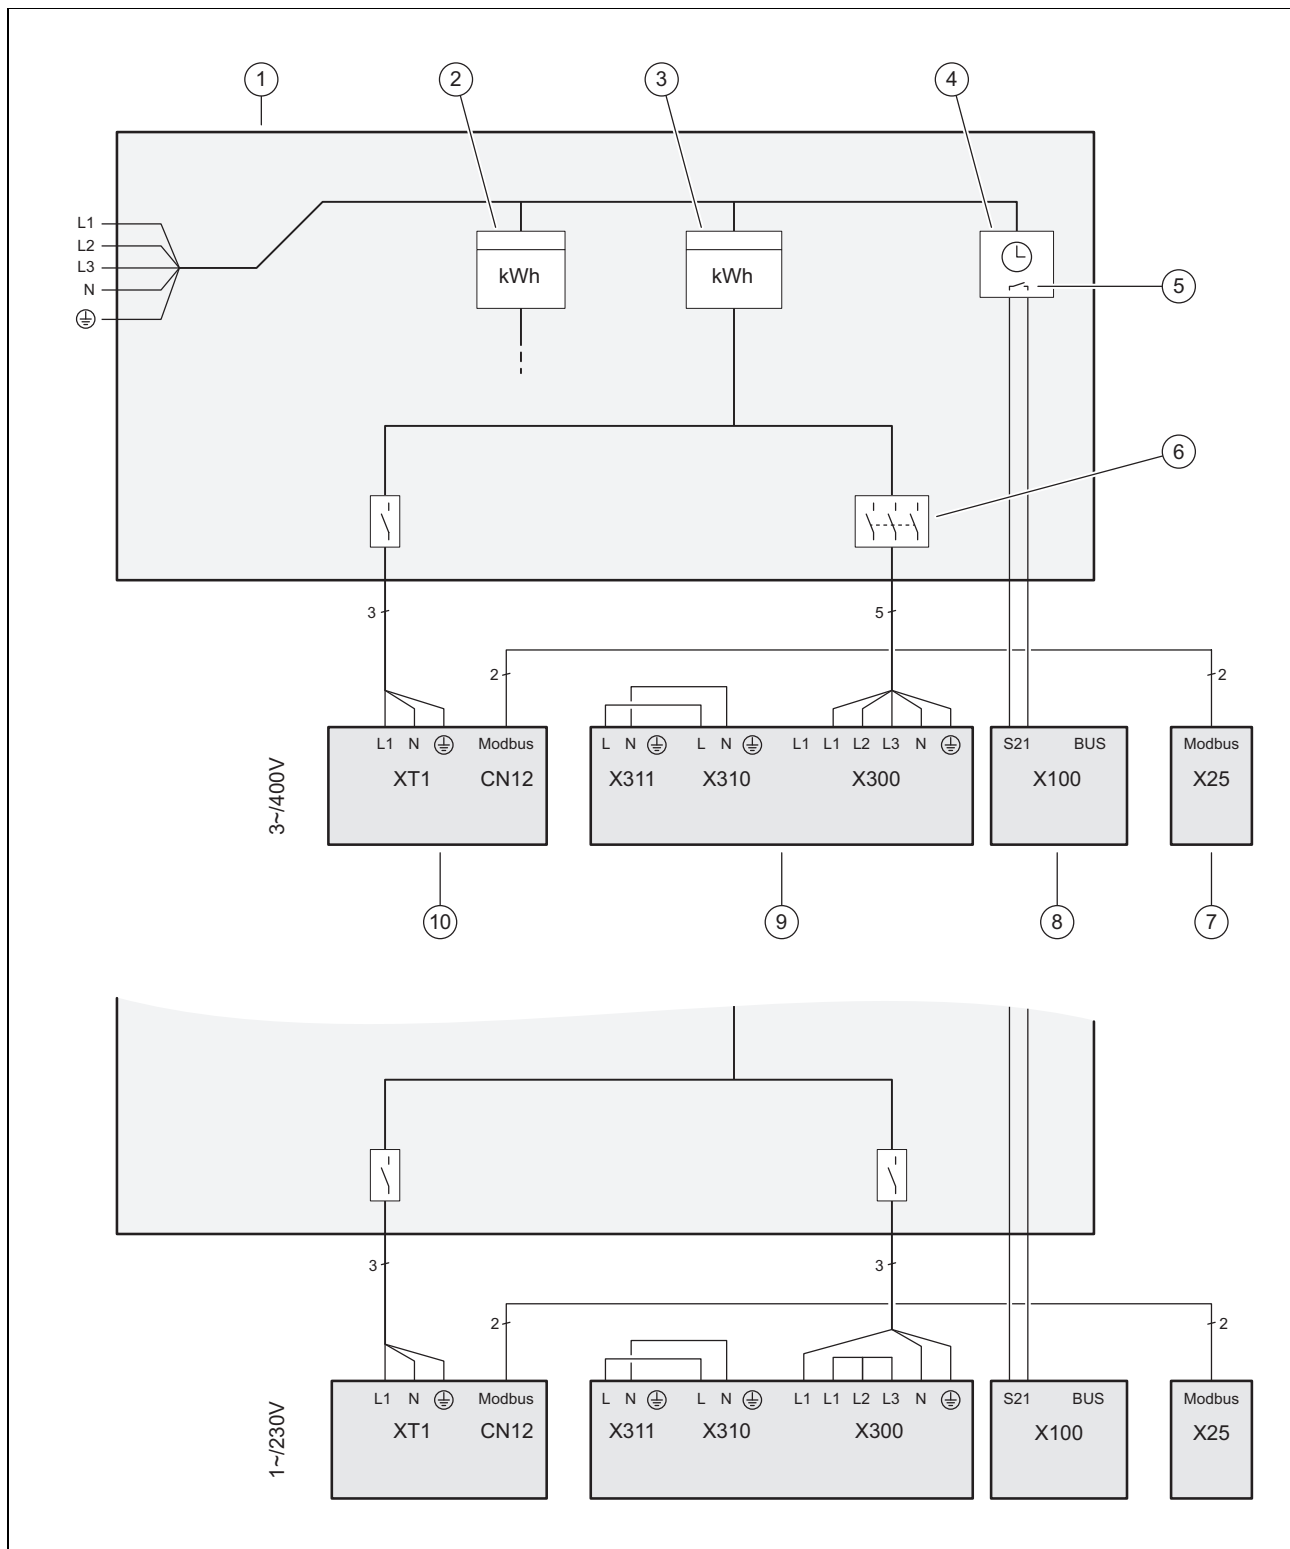 1 2 3 4
L1
L2
L3
N
kWh kWh
5
6
3 5
2 2
L1 N Modbus L N L N L1 L1 L2 L3 N S21 BUS Modbus
XT1 CN12 X311 X310 X300 X100 X25
3~/400V
10 9 8 7
3 3
2 2
L1 N Modbus L N L N L1 L1 L2 L3 N S21 BUS Modbus
XT1 CN12 X311 X310 X300 X100 X25
1~/230V